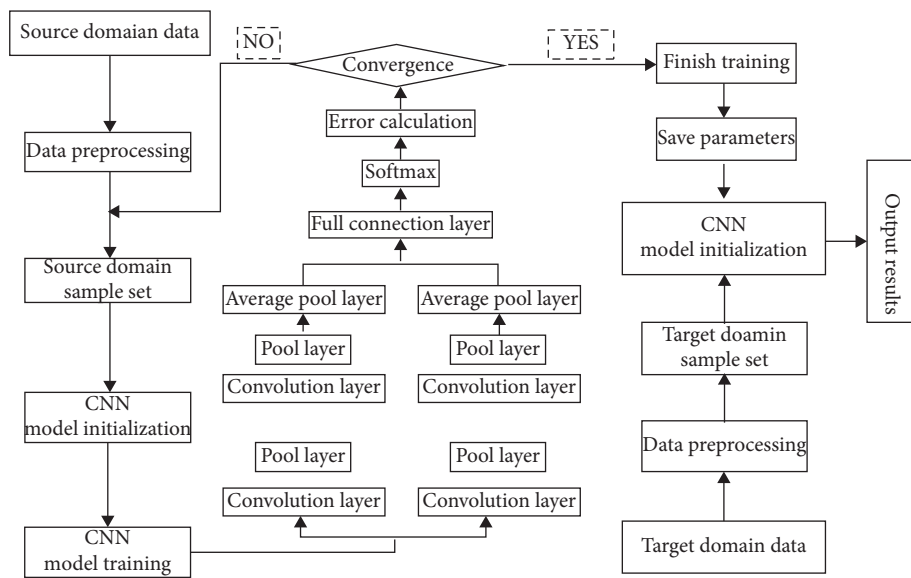 Source domaian data
Data preprocessing
Source domain
sample set
CNN
model initialization
CNN
model training
NO
Convergence
YES
Error calculation
Softmax
Full connection layer
Average pool layer
Average pool layer
Pool layer
Pool layer
Convolution layer
Convolution layer
Pool layer
Pool layer
Convolution layer
Convolution layer
Finish training
Save parameters
CNN
model initialization
Target doamin
sample set
Data preprocessing
Target domain data
Output results